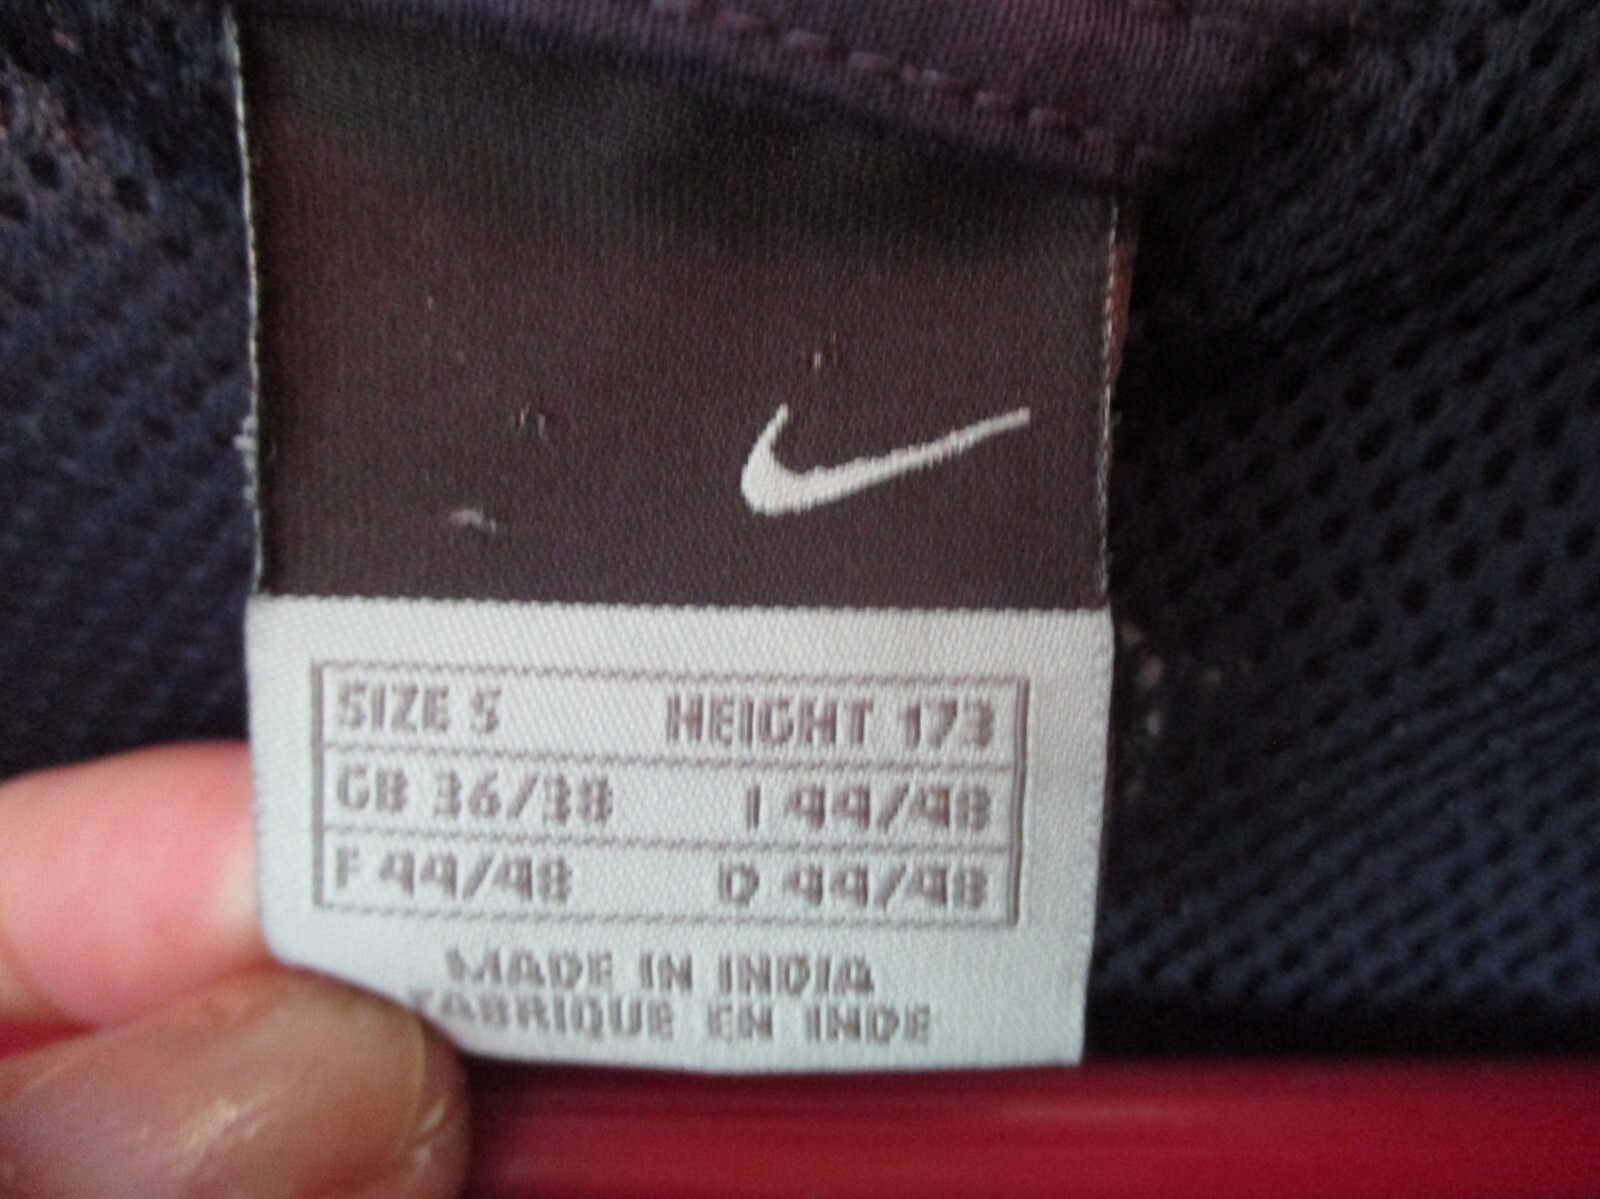 SIZE S HEIGHT 173
GB 36/38 I 44/48
F 44/48 D 44/48
MADE IN INDIA
FABRIQUE EN INDE